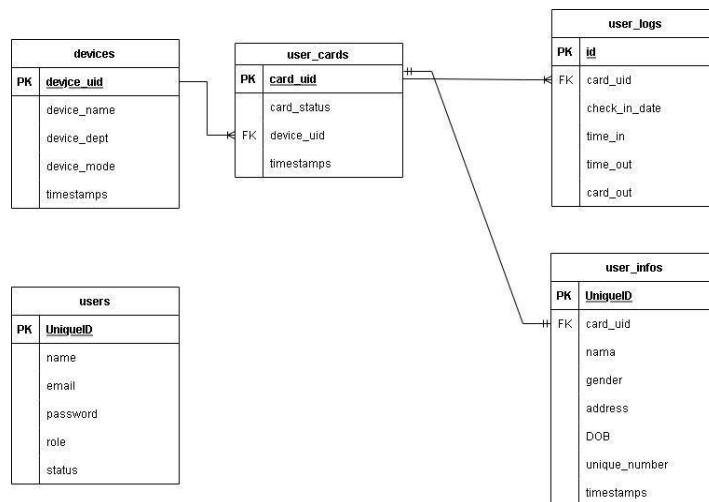 devices
PK device_uid
device_name
device_dept
device_mode
timestamps
user_cards
PK card_uid
card_status
FK device_uid
timestamps
user_logs
PK id
FK card_uid
check_in_date
time_in
time_out
card_out
users
PK UniqueID
name
email
password
role
status
user_infos
PK UniqueID
FK card_uid
nama
gender
address
DOB
unique_number
timestamps